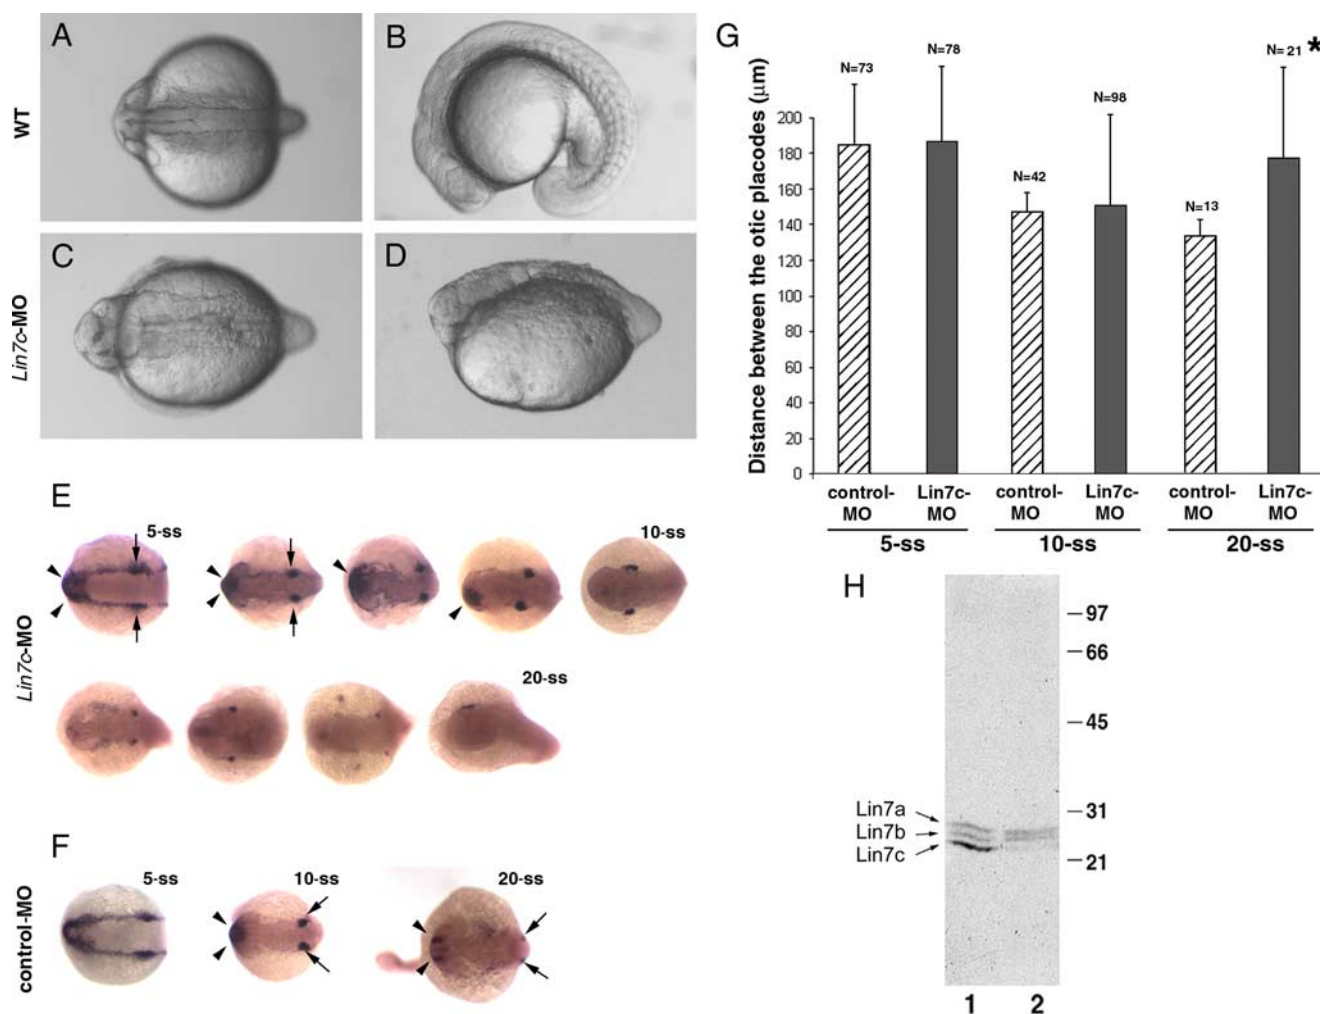 A
B
WT
C
D
Lin7c-MO
E
5-ss
10-ss
20-ss
Lin7c-MO
F
5-ss
10-ss
20-ss
control-MO
G
Distance between the otic placodes (μm)
200
180
160
140
120
100
80
60
40
20
0
N=73
N=78
N=42
N=98
N=13
N= 21 *
control-MO
Lin7c-MO
control-MO
Lin7c-MO
control-MO
Lin7c-MO
5-ss
10-ss
20-ss
H
97
66
45
31
21
Lin7a
Lin7b
Lin7c
1 2